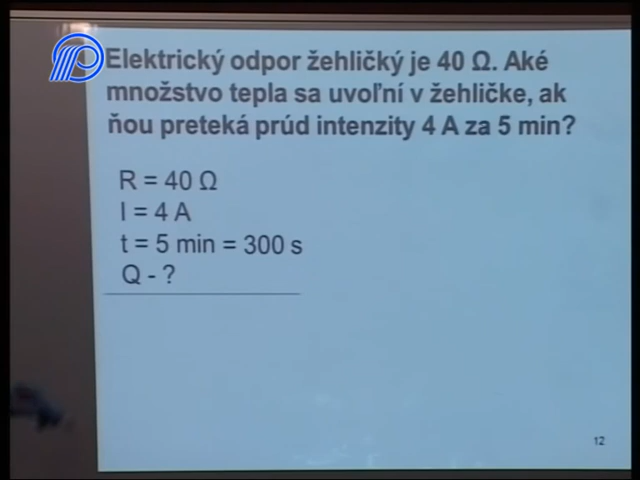 Elektrický odpor žehličký je 40 Ω. Aké
množstvo tepla sa uvoľní v žehličke, ak
ňou preteká prúd intenzity 4 A za 5 min?
R = 40 Ω
I = 4 A
t = 5 min = 300 s
Q - ?
12